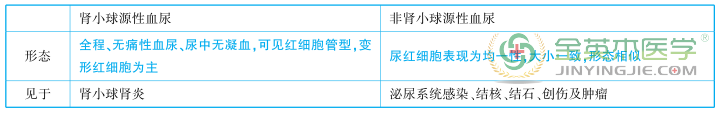 肾小球源性血尿 非肾小球源性血尿
形态 全程、无痛性血尿、尿中无凝血,可见红细胞管型,变形红细胞为主 尿红细胞表现为均一性,大小一致,形态相似
见于 肾小球肾炎 泌尿系统感染、结核、结石、创伤及肿瘤
金英杰医学
JINYINGJIE.COM